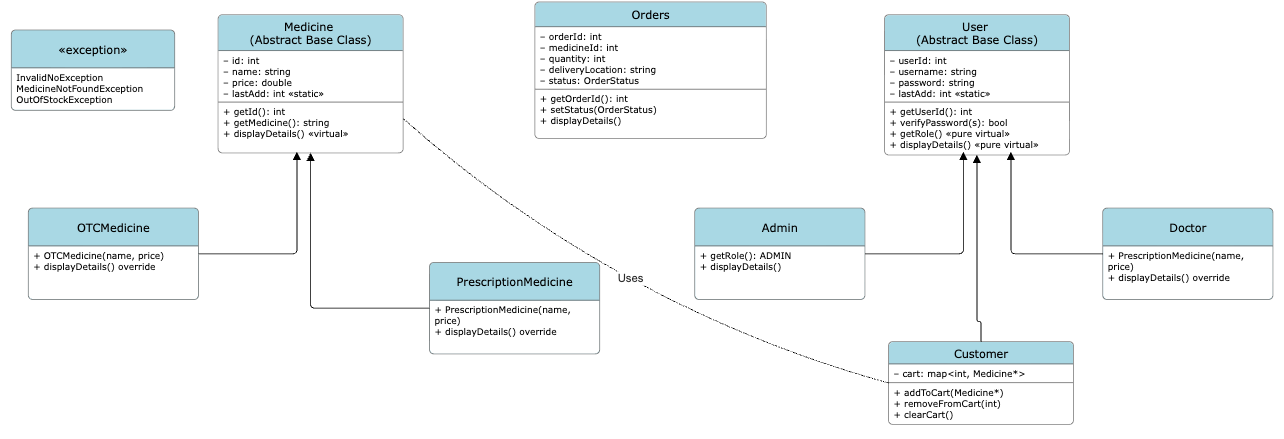 «exception»
InvalidNoException
MedicineNotFoundException
OutOfStockException
Medicine
(Abstract Base Class)
− id: int
− name: string
− price: double
− lastAdd: int «static»
+ getId(): int
+ getMedicine(): string
+ displayDetails() «virtual»
Orders
− orderId: int
− medicineId: int
− quantity: int
− deliveryLocation: string
− status: OrderStatus
+ getOrderId(): int
+ setStatus(OrderStatus)
+ displayDetails()
User
(Abstract Base Class)
− userId: int
− username: string
− password: string
− lastAdd: int «static»
+ getUserId(): int
+ verifyPassword(s): bool
+ getRole() «pure virtual»
+ displayDetails() «pure virtual»
OTCMedicine
+ OTCMedicine(name, price)
+ displayDetails() override
PrescriptionMedicine
+ PrescriptionMedicine(name,
price)
+ displayDetails() override
Uses
Admin
+ getRole(): ADMIN
+ displayDetails()
Doctor
+ PrescriptionMedicine(name,
price)
+ displayDetails() override
Customer
− cart: map<int, Medicine*>
+ addToCart(Medicine*)
+ removeFromCart(int)
+ clearCart()